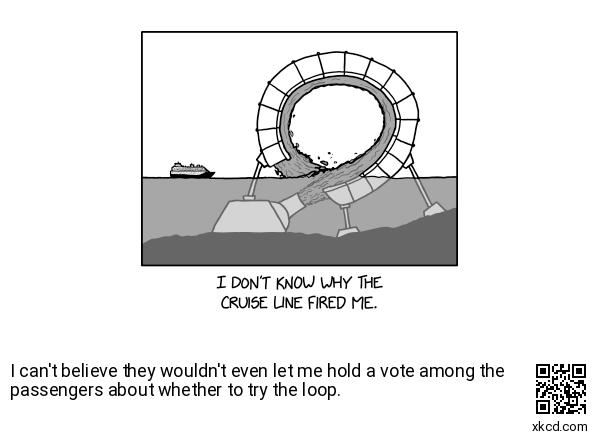 I DON'T KNOW WHY THE
CRUISE LINE FIRED ME.
I can't believe they wouldn't even let me hold a vote among the
passengers about whether to try the loop.
xkcd.com